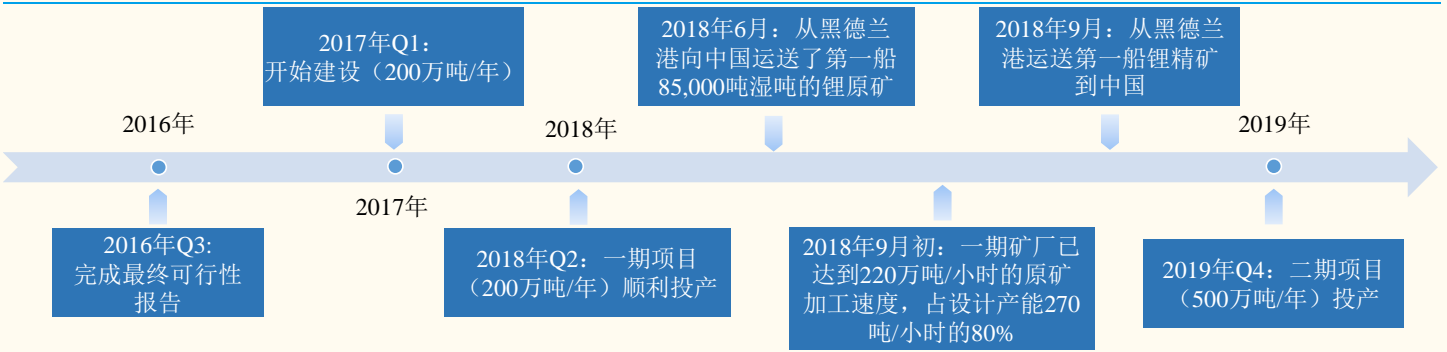 2017年Q1：
开始建设（200万吨/年）
2018年6月：从黑德兰
港向中国运送了第一船
85,000吨湿吨的锂原矿
2018年9月：从黑德兰
港运送第一船锂精矿
到中国
2016年
2018年
2019年
2017年
2016年Q3:
完成最终可行性
报告
2018年Q2：一期项目
（200万吨/年）顺利投产
2018年9月初：一期矿厂已
达到220万吨/小时的原矿
加工速度，占设计产能270
吨/小时的80%
2019年Q4：二期项目
（500万吨/年）投产